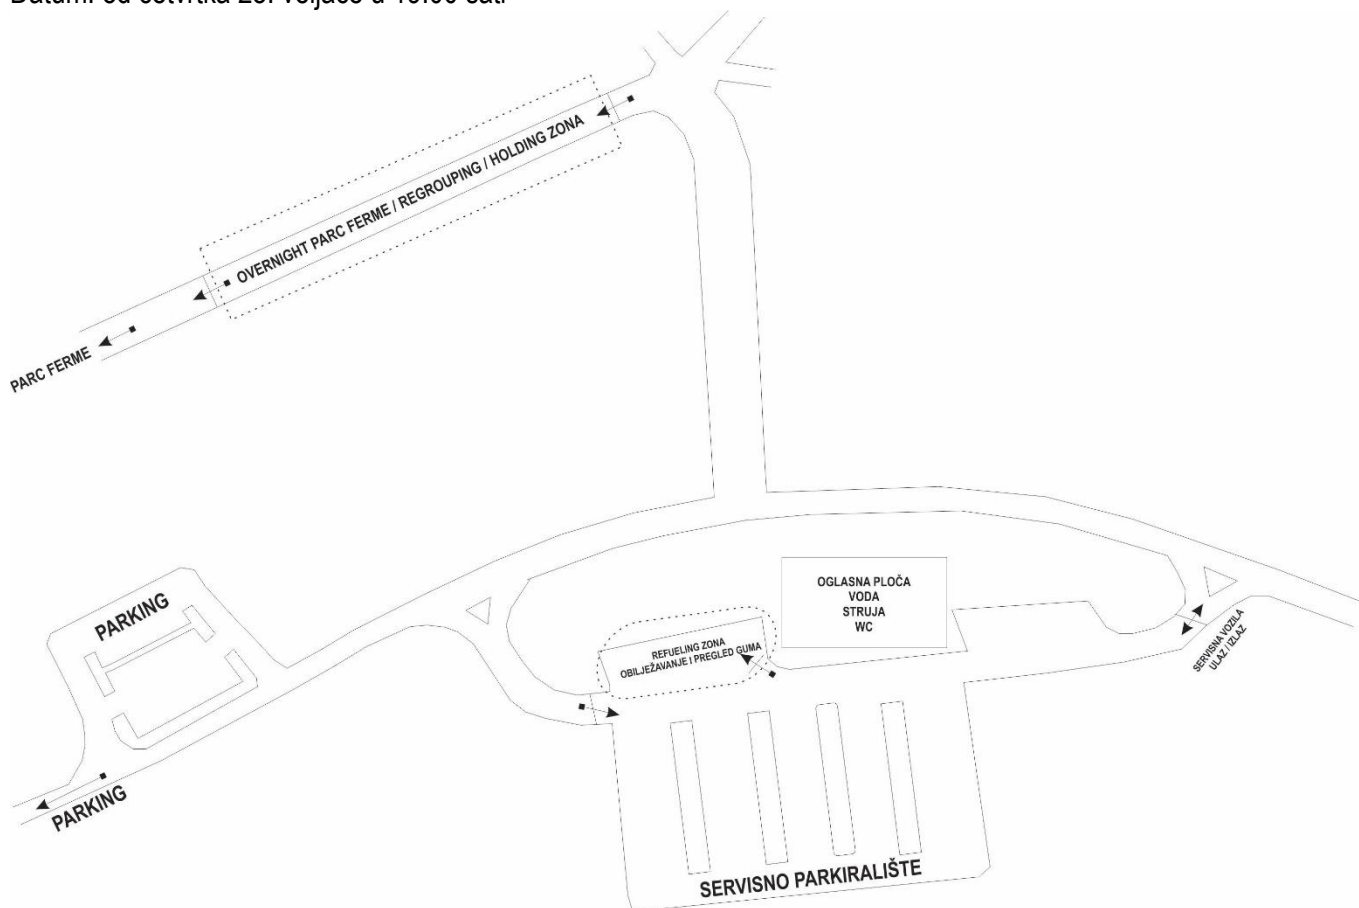 OVERNIGHT PARC FERME / REGROUPING / HOLDING ZONA
PARC FERME
OGLASNA PLOČA
VODA
STRUJA
WC
PARKING
REFUELING ZONA
OBILJEŽAVANJE I PREGLED GUMA
SERVISNA VOZILA
ULAZ / IZLAZ
PARKING
SERVISNO PARKIRALIŠTE